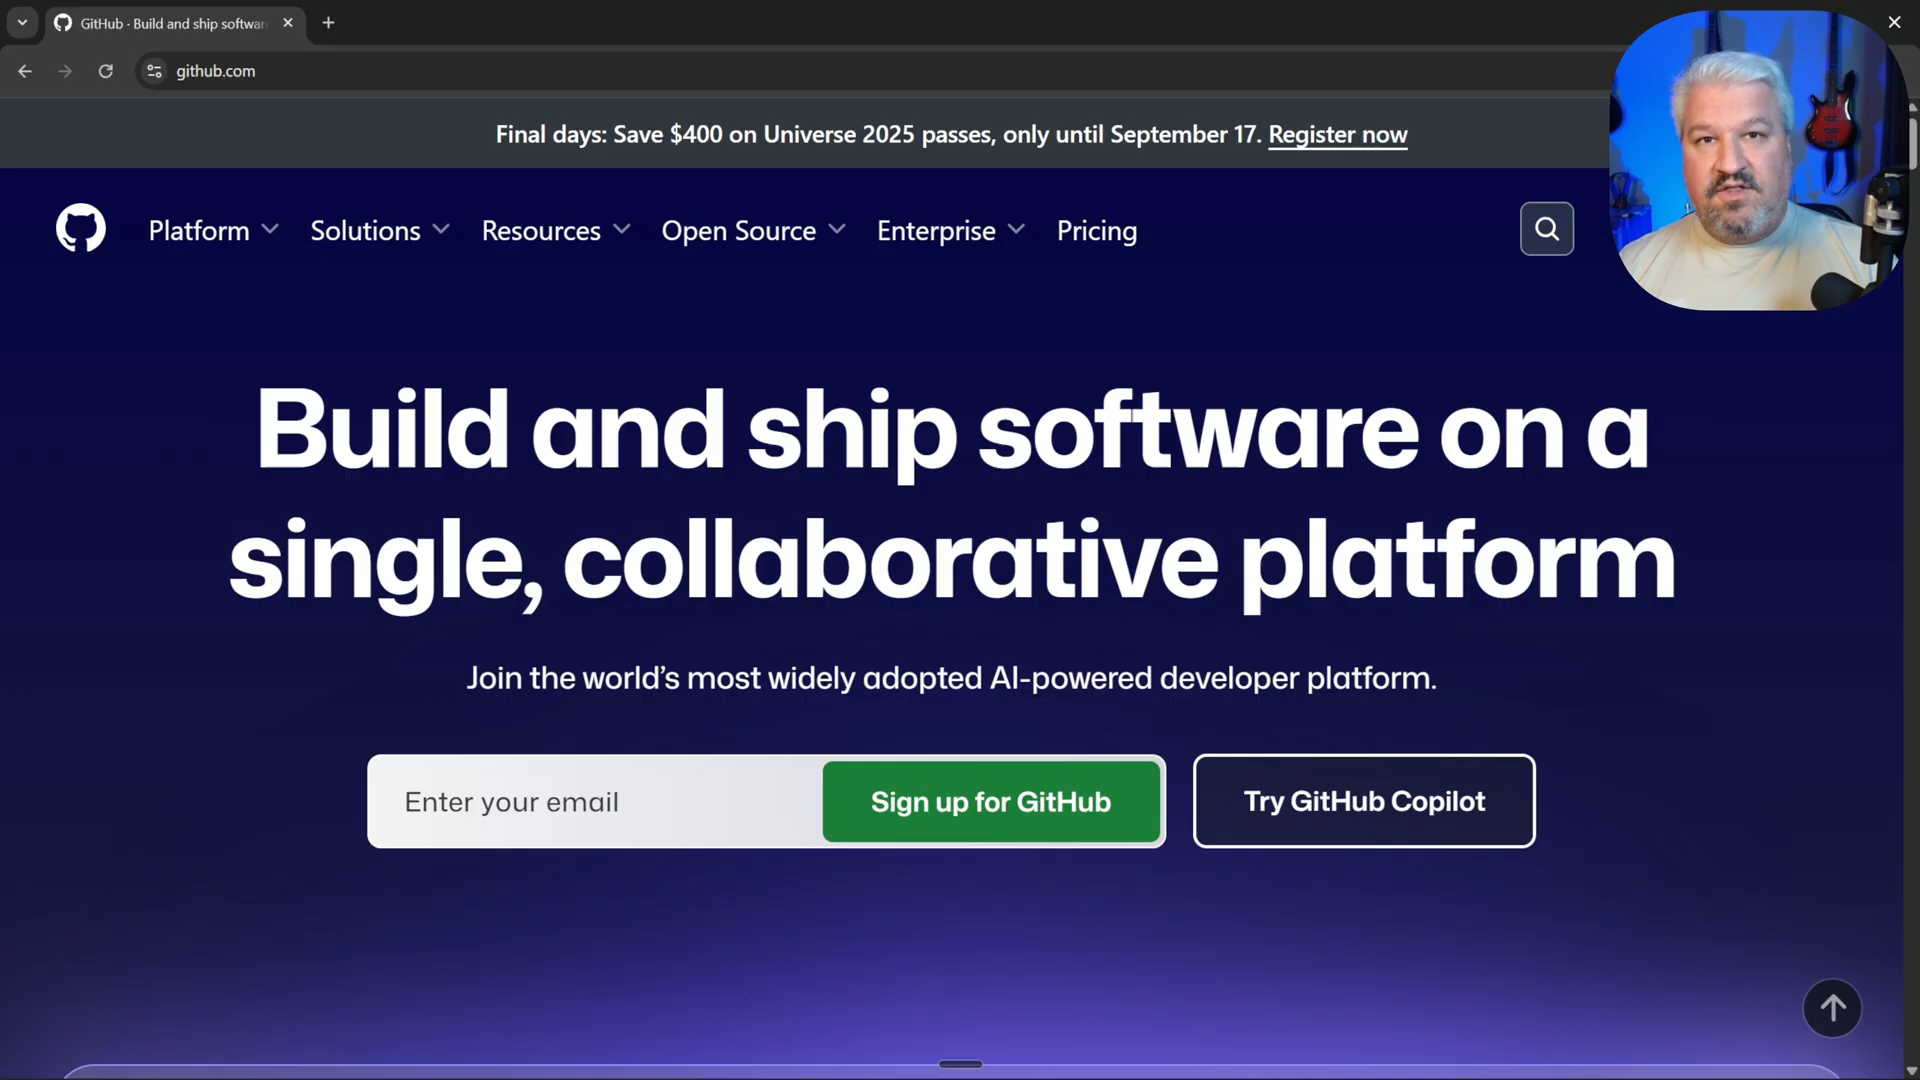 GitHub · Build and ship softwar
github.com
Final days: Save $400 on Universe 2025 passes, only until September 17. Register now
Platform Solutions Resources Open Source Enterprise Pricing
Build and ship software on a
single, collaborative platform
Join the world’s most widely adopted AI-powered developer platform.
Enter your email
Sign up for GitHub
Try GitHub Copilot